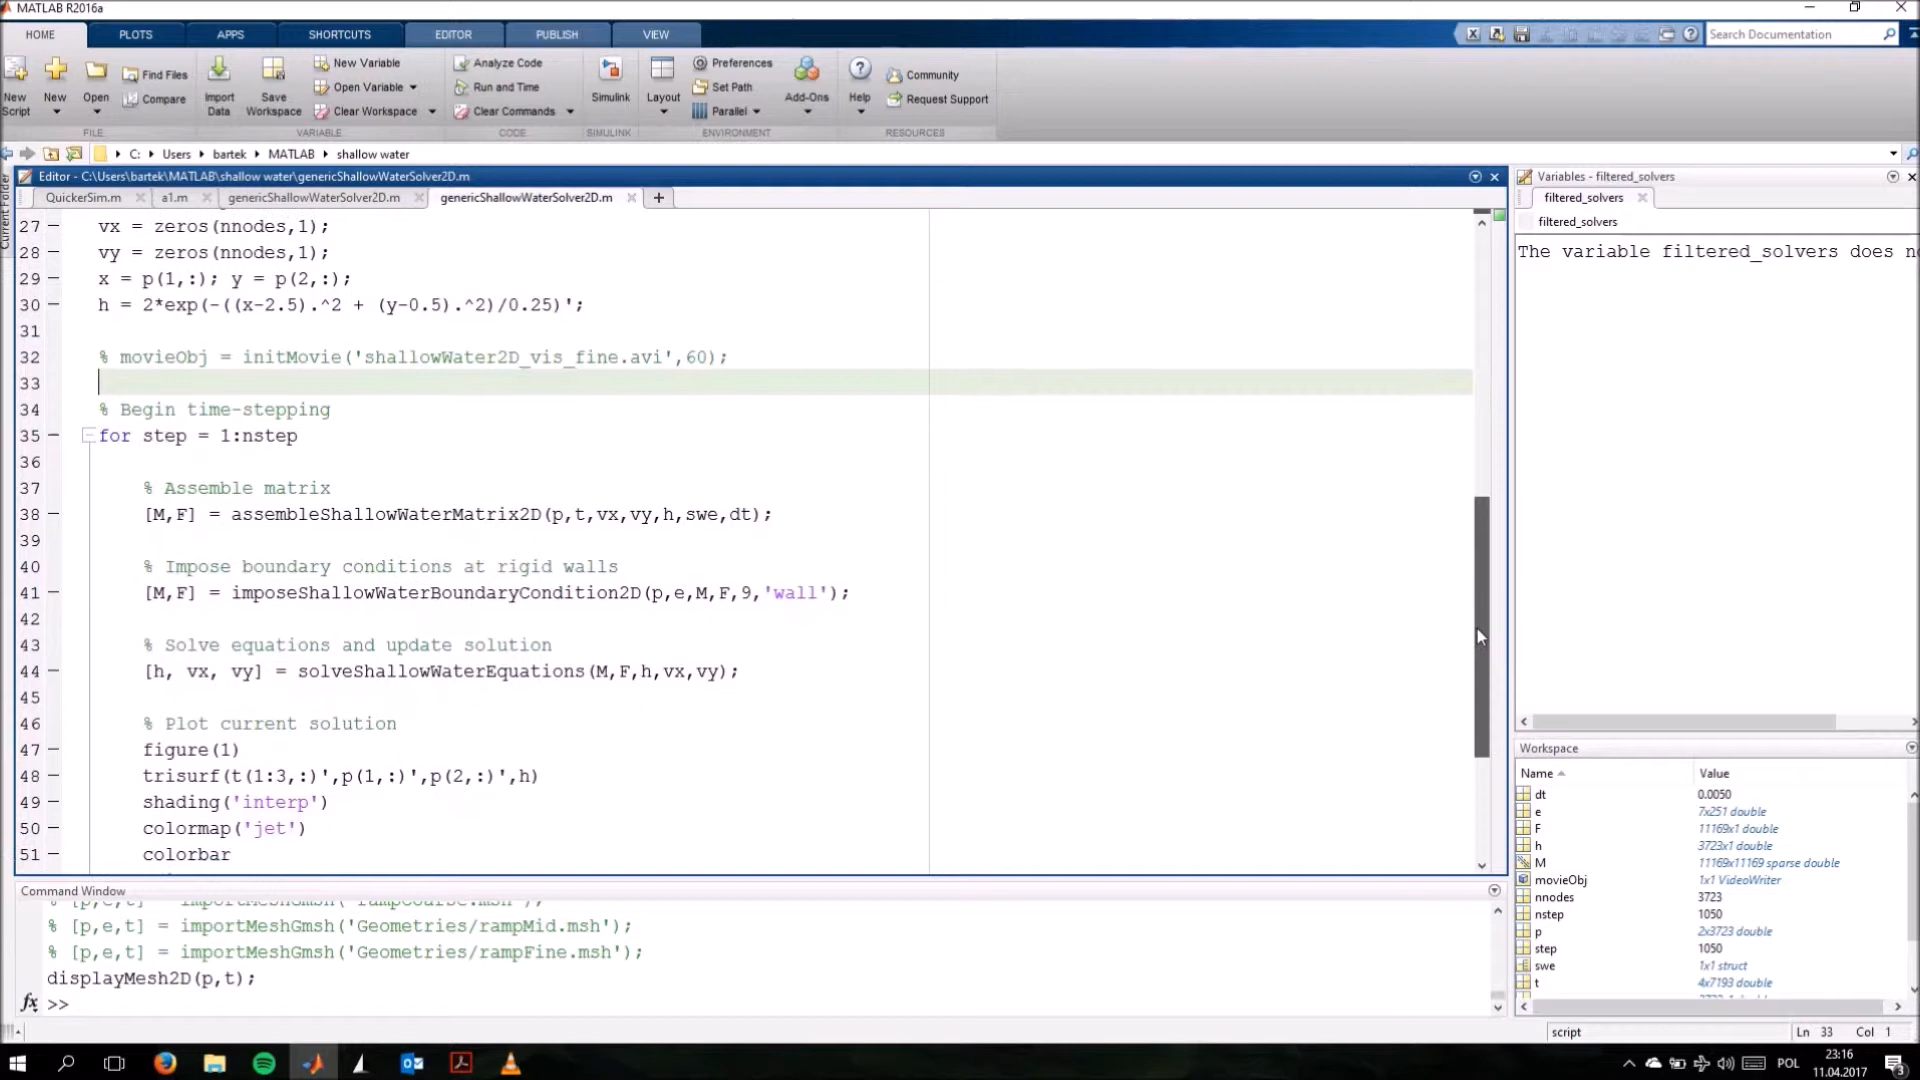 MATLAB R2016a
HOME PLOTS APPS SHORTCUTS EDITOR PUBLISH VIEW Search Documentation
New Script New Open Find Files Compare Import Data Save Workspace New Variable Open Variable Clear Workspace Analyze Code Run and Time Clear Commands Simulink Layout Preferences Set Path Parallel Add-Ons Help Community Request Support
FILE VARIABLE CODE SIMULINK ENVIRONMENT RESOURCES
C: Users bartek MATLAB shallow water
Current Folder
Editor - C:\Users\bartek\MATLAB\shallow water\genericShallowWaterSolver2D.m
QuickerSim.m a1.m genericShallowWaterSolver2D.m genericShallowWaterSolver2D.m +
27 vx = zeros(nnodes,1);
28 vy = zeros(nnodes,1);
29 x = p(1,:); y = p(2,:);
30 h = 2*exp(-((x-2.5).^2 + (y-0.5).^2)/0.25)';
31
32 % movieObj = initMovie('shallowWater2D_vis_fine.avi',60);
33
34 % Begin time-stepping
35 for step = 1:nstep
36
37 % Assemble matrix
38 [M,F] = assembleShallowWaterMatrix2D(p,t,vx,vy,h,swe,dt);
39
40 % Impose boundary conditions at rigid walls
41 [M,F] = imposeShallowWaterBoundaryCondition2D(p,e,M,F,9,'wall');
42
43 % Solve equations and update solution
44 [h, vx, vy] = solveShallowWaterEquations(M,F,h,vx,vy);
45
46 % Plot current solution
47 figure(1)
48 trisurf(t(1:3,:)',p(1,:)',p(2,:)',h)
49 shading('interp')
50 colormap('jet')
51 colorbar
Command Window
% [p,e,t] = importMeshGmsh('rampCoarse.msh');
% [p,e,t] = importMeshGmsh('Geometries/rampMid.msh');
% [p,e,t] = importMeshGmsh('Geometries/rampFine.msh');
displayMesh2D(p,t);
fx >>
Variables - filtered_solvers
filtered_solvers
filtered_solvers
The variable filtered_solvers does
Workspace
Name Value
dt 0.0050
e 7x251 double
F 11169x1 double
h 3723x1 double
M 11169x11169 sparse double
movieObj 1x1 VideoWriter
nnodes 3723
nstep 1050
p 2x3723 double
step 1050
swe 1x1 struct
t 4x7193 double
script Ln 33 Col 1
POL 23:16
11.04.2017
3